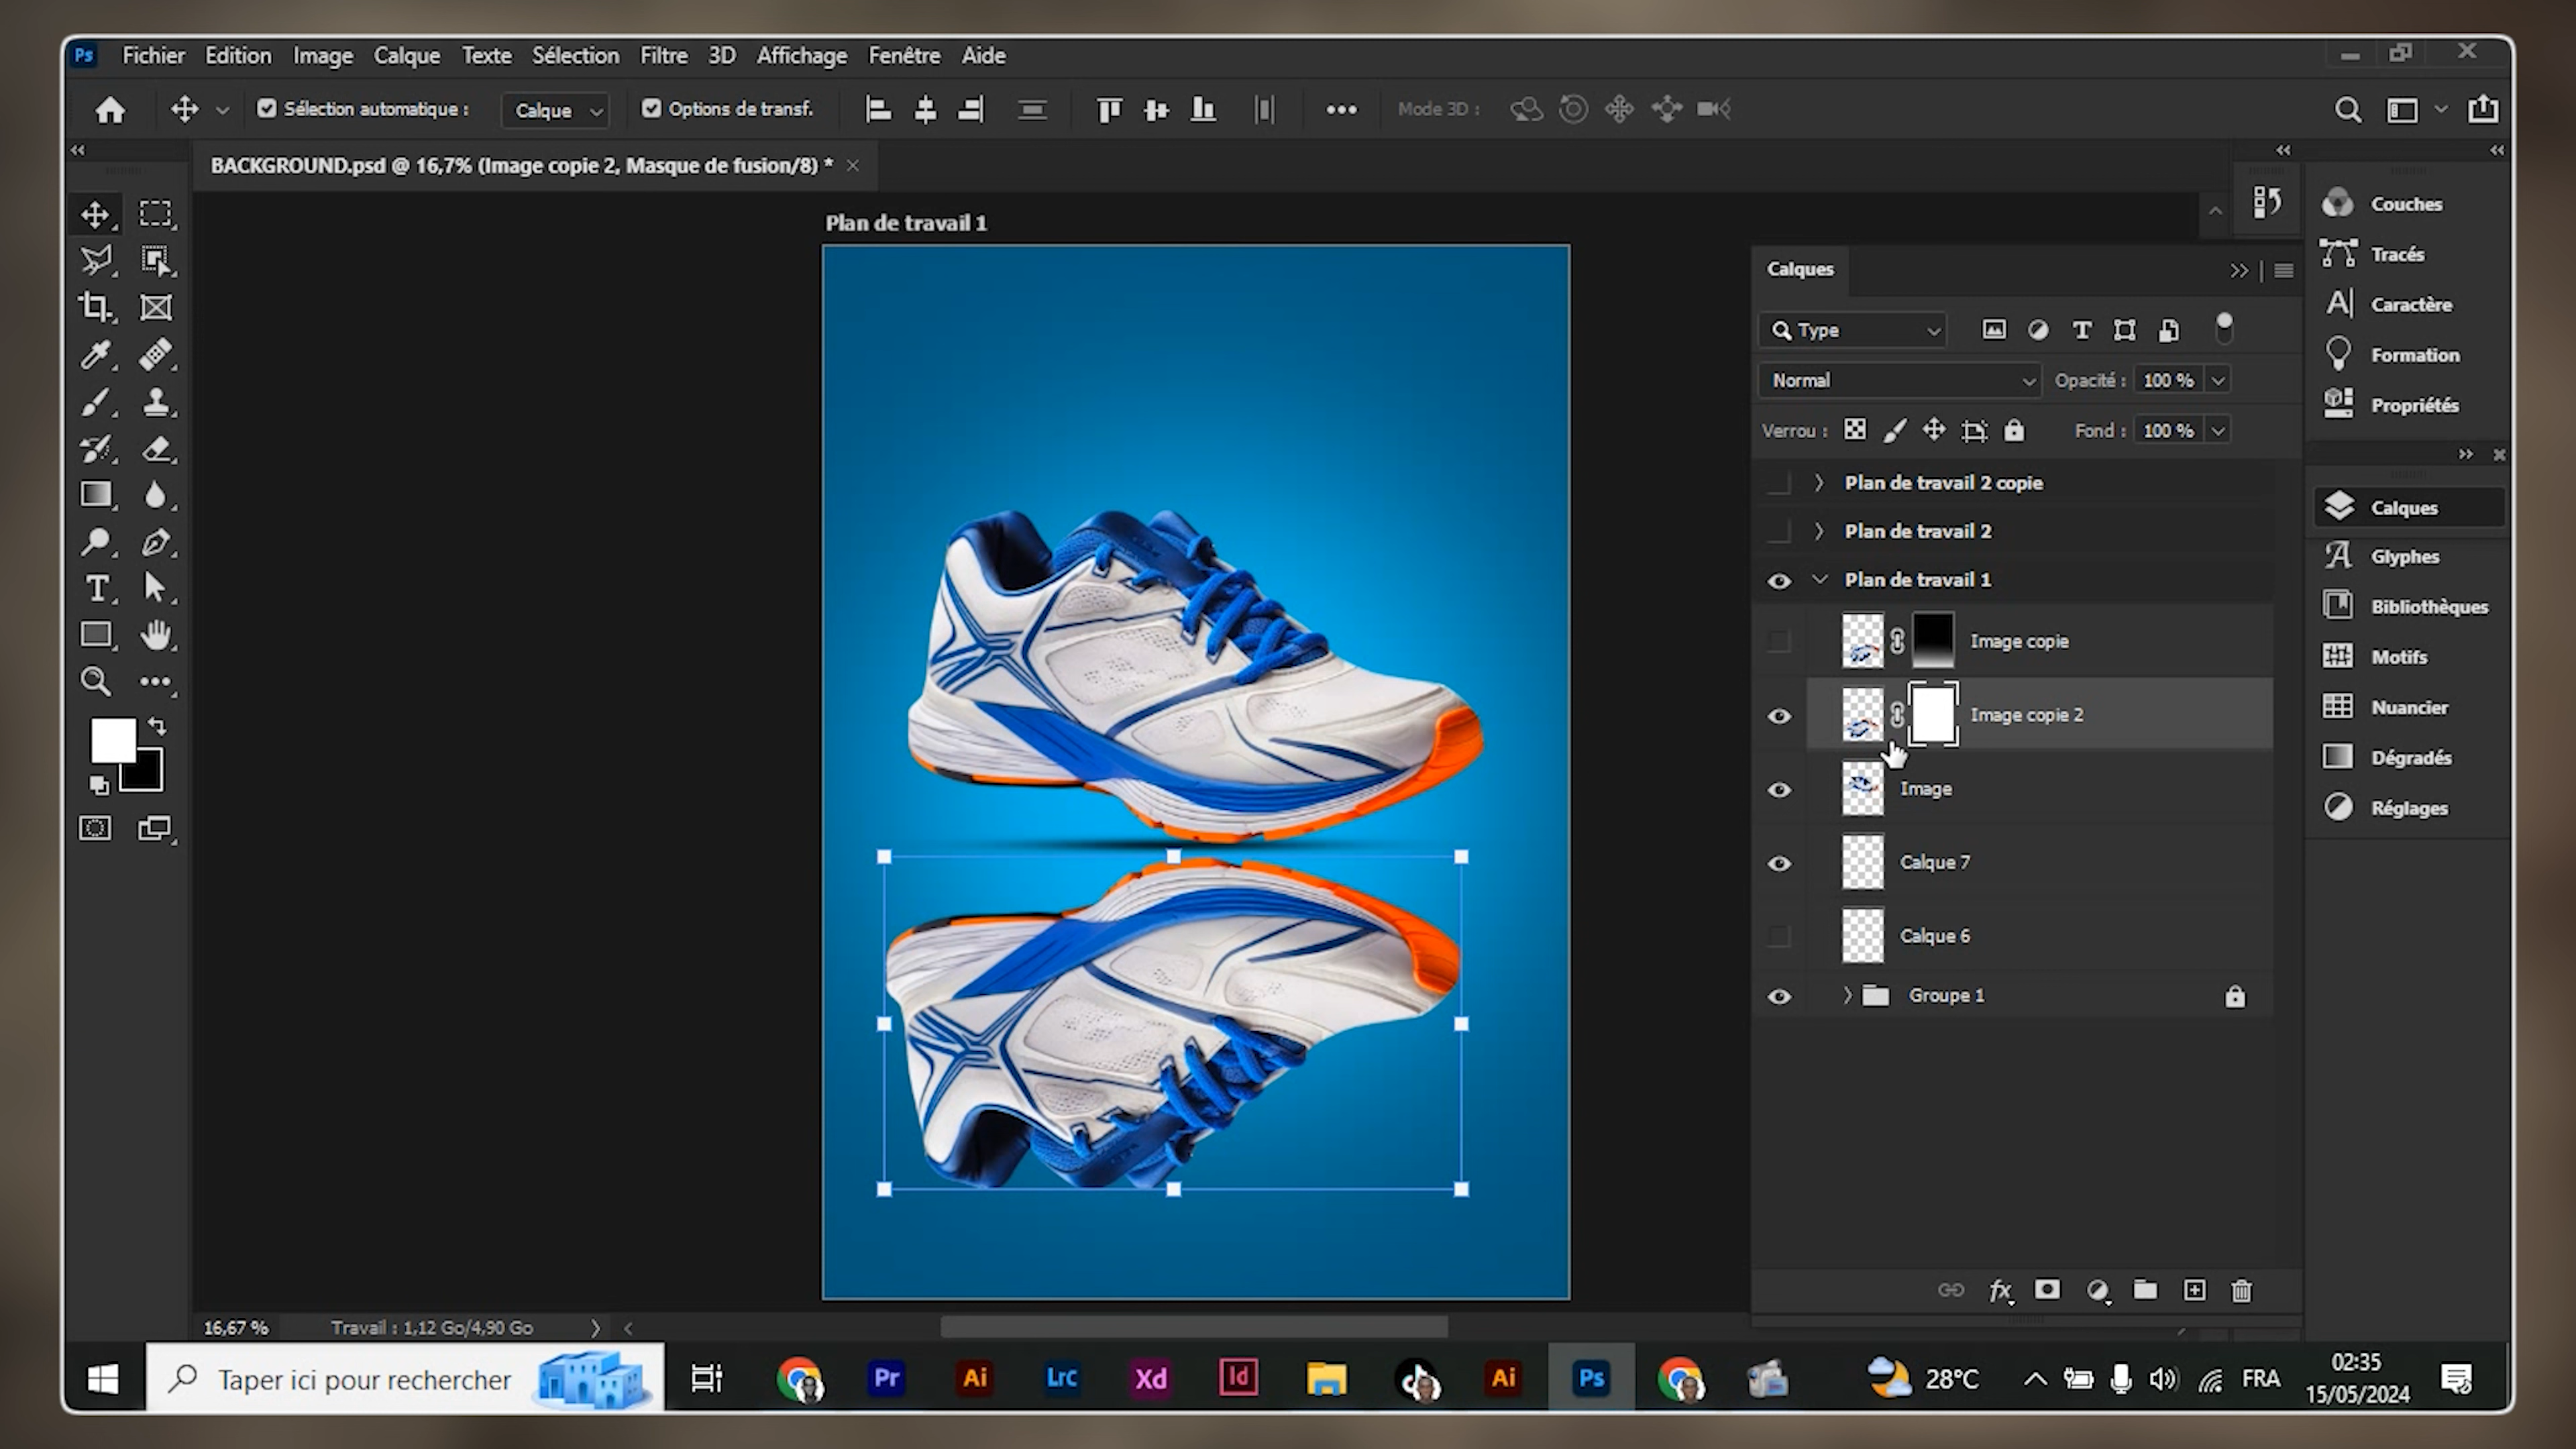 Ps Fichier Edition Image Calque Texte Sélection Filtre 3D Affichage Fenêtre Aide
Sélection automatique : Calque Options de transf. Mode 3D :
BACKGROUND.psd @ 16,7% (Image copie 2, Masque de fusion/8) *
Plan de travail 1
Calques
Type
Normal Opacité : 100 %
Verrou : Fond : 100 %
Plan de travail 2 copie
Plan de travail 2
Plan de travail 1
Image copie
Image copie 2
Image
Calque 7
Calque 6
Groupe 1
fx
Couches
Tracés
Caractère
Formation
Propriétés
Calques
Glyphes
Bibliothèques
Motifs
Nuancier
Dégradés
Réglages
16,67 % Travail : 1,12 Go/4,90 Go
Taper ici pour rechercher
Pr Ai Lrc Xd Id Ai Ps
28°C FRA
02:35
15/05/2024